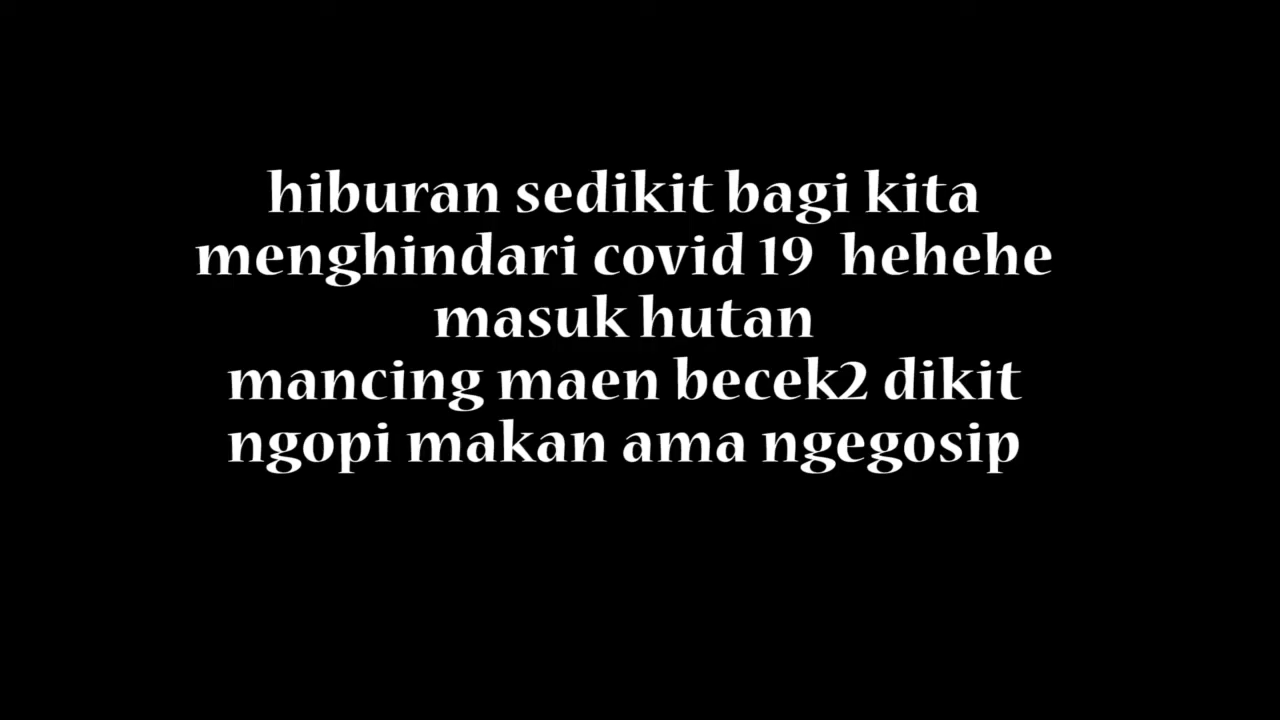 hiburan sedikit bagi kita
menghindari covid 19  hehehe
masuk hutan
mancing maen becek2 dikit
ngopi makan ama ngegosip